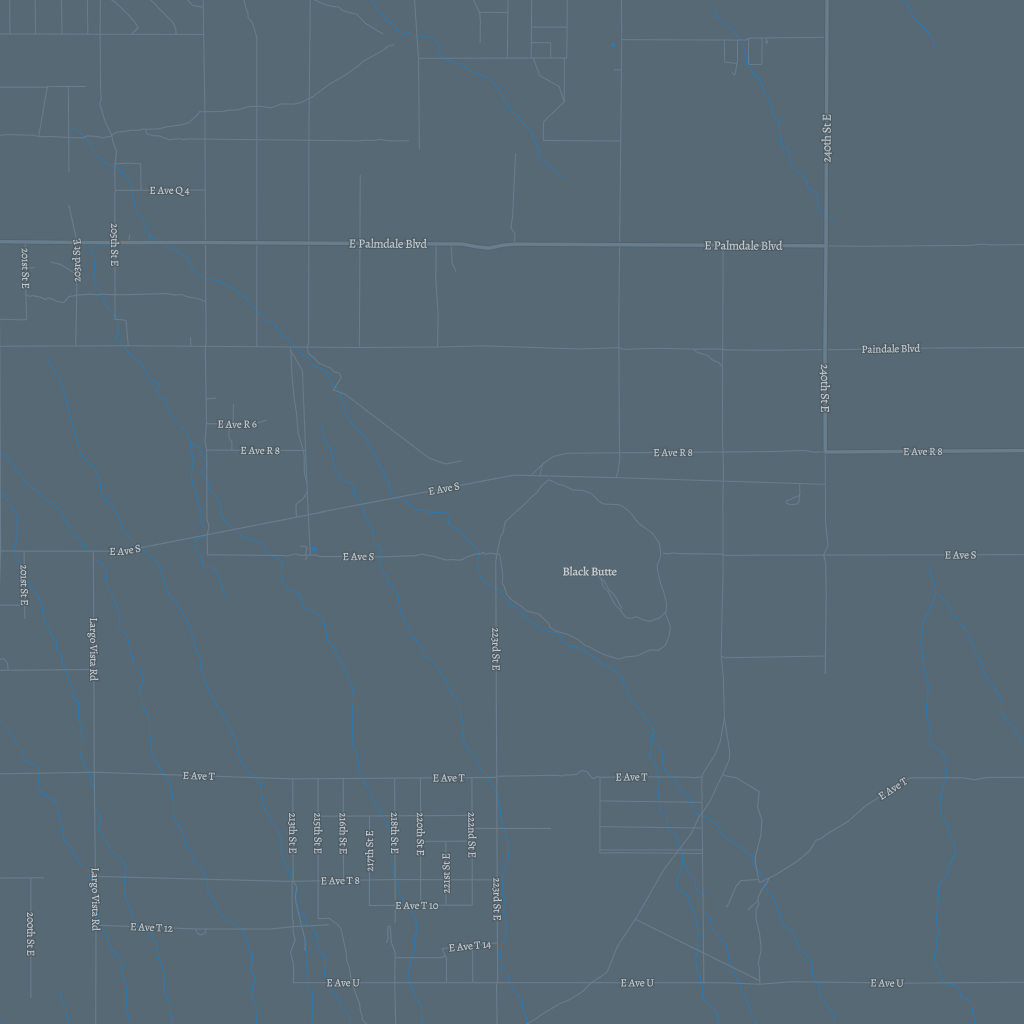 240th St E
E Ave Q 4
205th St E
E Palmdale Blvd
E Palmdale Blvd
203rd St E
201st St E
Paindale Blvd
240th St E
E Ave R 6
E Ave R 8
E Ave R 8
E Ave R 8
E Ave S
E Ave S
E Ave S
E Ave S
Black Butte
201st St E
Largo Vista Rd
223rd St E
E Ave T
E Ave T
E Ave T
E Ave T
213th St E
215th St E
216th St E
217th St E
218th St E
220th St E
221st St E
222nd St E
E Ave T 8
Largo Vista Rd
223rd St E
E Ave T 10
200th St E
E Ave T 12
E Ave T 14
E Ave U
E Ave U
E Ave U